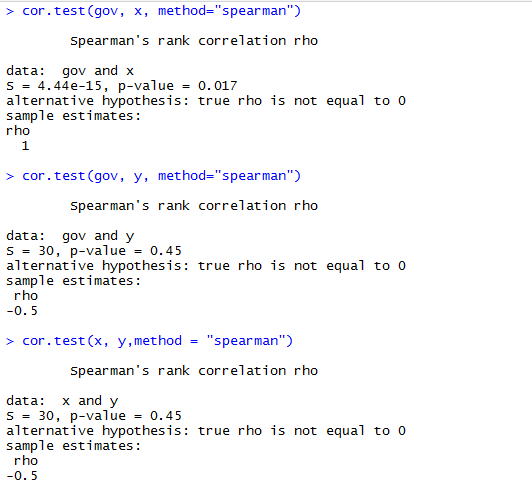 > cor.test(gov, x, method="spearman")
Spearman's rank correlation rho
data:  gov and x
S = 4.44e-15, p-value = 0.017
alternative hypothesis: true rho is not equal to 0
sample estimates:
rho
1
> cor.test(gov, y, method="spearman")
Spearman's rank correlation rho
data:  gov and y
S = 30, p-value = 0.45
alternative hypothesis: true rho is not equal to 0
sample estimates:
rho
-0.5
> cor.test(x, y,method = "spearman")
Spearman's rank correlation rho
data:  x and y
S = 30, p-value = 0.45
alternative hypothesis: true rho is not equal to 0
sample estimates:
rho
-0.5